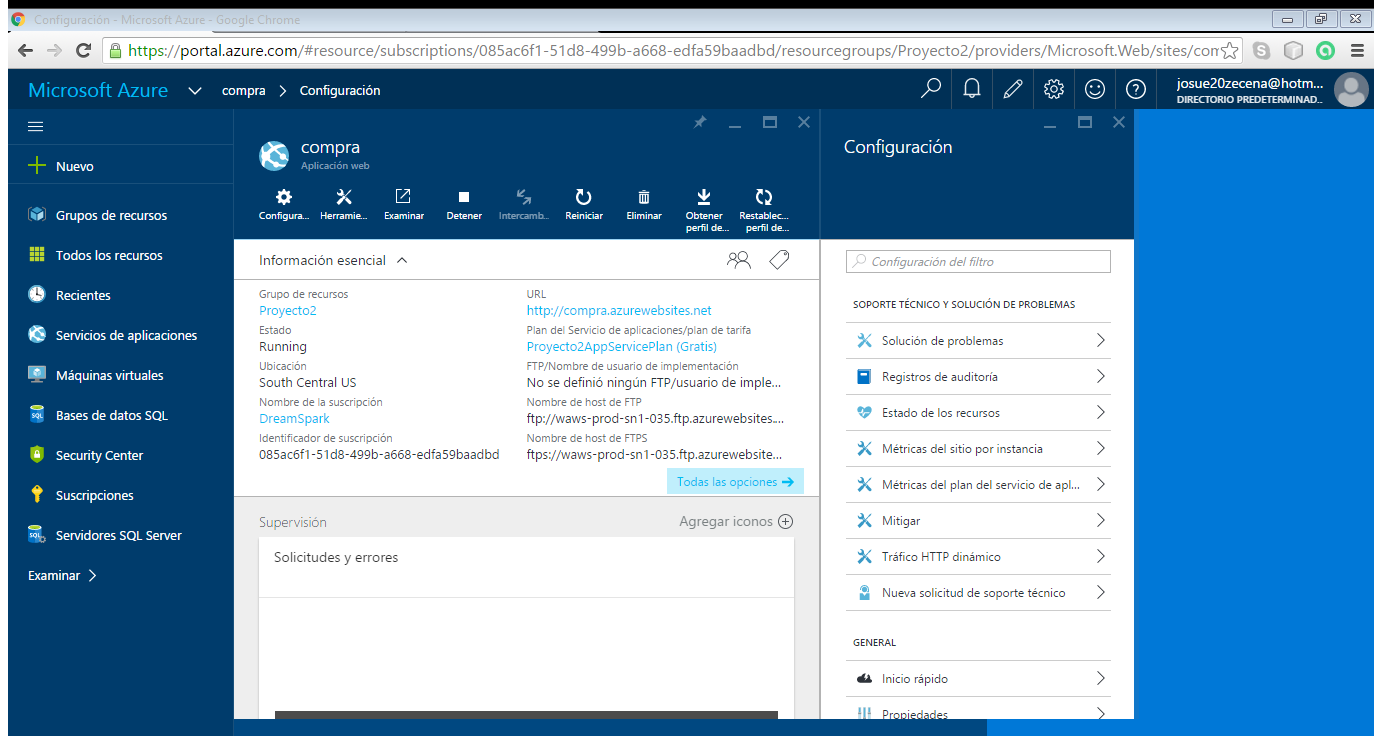 Configuración - Microsoft Azure - Google Chrome
https://portal.azure.com/#resource/subscriptions/085ac6f1-51d8-499b-a668-edfa59baadbd/resourcegroups/Proyecto2/providers/Microsoft.Web/sites/com
Microsoft Azure compra > Configuración
josue20zecena@hotm...
DIRECTORIO PREDETERMINAD...
Nuevo
Grupos de recursos
Todos los recursos
Recientes
Servicios de aplicaciones
Máquinas virtuales
Bases de datos SQL
Security Center
Suscripciones
Servidores SQL Server
Examinar >
compra
Aplicación web
Configura... Herramie... Examinar Detener Intercamb... Reiniciar Eliminar Obtener perfil de... Restablec... perfil de...
Información esencial
Grupo de recursos
Proyecto2
Estado
Running
Ubicación
South Central US
Nombre de la suscripción
DreamSpark
Identificador de suscripción
085ac6f1-51d8-499b-a668-edfa59baadbd
URL
http://compra.azurewebsites.net
Plan del Servicio de aplicaciones/plan de tarifa
Proyecto2AppServicePlan (Gratis)
FTP/Nombre de usuario de implementación
No se definió ningún FTP/usuario de imple...
Nombre de host de FTP
ftp://waws-prod-sn1-035.ftp.azurewebsites....
Nombre de host de FTPS
ftps://waws-prod-sn1-035.ftp.azurewebsite...
Todas las opciones →
Supervisión
Agregar iconos
Solicitudes y errores
Configuración
Configuración del filtro
SOPORTE TÉCNICO Y SOLUCIÓN DE PROBLEMAS
Solución de problemas
Registros de auditoría
Estado de los recursos
Métricas del sitio por instancia
Métricas del plan del servicio de apl...
Mitigar
Tráfico HTTP dinámico
Nueva solicitud de soporte técnico
GENERAL
Inicio rápido
Propiedades